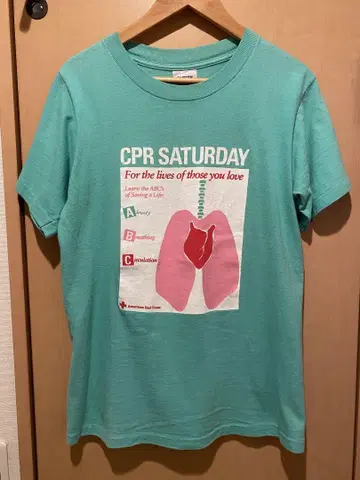 CPR SATURDAY
For the lives of those you love
Learn the ABC's
of Saving a Life:
Airway
Breathing
Circulation
American Red Cross